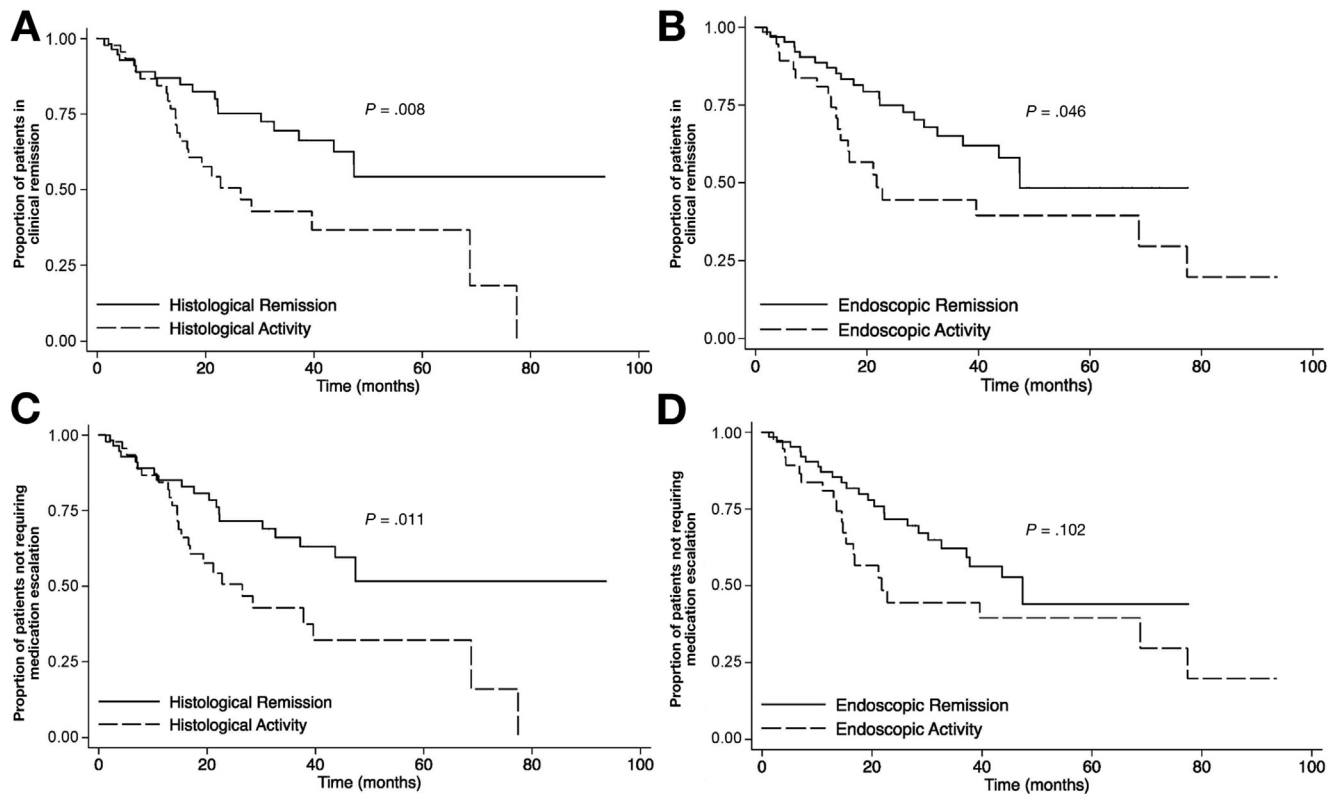 A
Proportion of patients in
clinical remission
1.00
0.75
0.50
0.25
0.00
P = .008
Histological Remission
Histological Activity
0 20 40 60 80 100
Time (months)
B
Proportion of patients in
clinical remission
1.00
0.75
0.50
0.25
0.00
P = .046
Endoscopic Remission
Endoscopic Activity
0 20 40 60 80 100
Time (months)
C
Proprtion of patients not requiring
medication escalation
1.00
0.75
0.50
0.25
0.00
P = .011
Histological Remission
Histological Activity
0 20 40 60 80 100
Time (months)
D
Proprtion of patients not requiring
medication escalation
1.00
0.75
0.50
0.25
0.00
P = .102
Endoscopic Remission
Endoscopic Activity
0 20 40 60 80 100
Time (months)